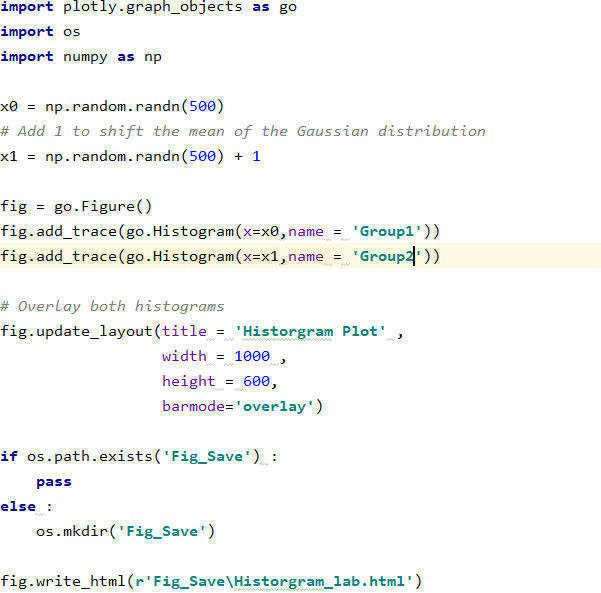 import plotly.graph_objects as go
import os
import numpy as np
x0 = np.random.randn(500)
# Add 1 to shift the mean of the Gaussian distribution
x1 = np.random.randn(500) + 1
fig = go.Figure()
fig.add_trace(go.Histogram(x=x0,name = 'Group1'))
fig.add_trace(go.Histogram(x=x1,name = 'Group2'))
# Overlay both histograms
fig.update_layout(title = 'Historgram Plot' ,
                  width = 1000 ,
                  height = 600,
                  barmode='overlay')
if os.path.exists('Fig_Save') :
    pass
else :
    os.mkdir('Fig_Save')
fig.write_html(r'Fig_Save\Historgram_lab.html')